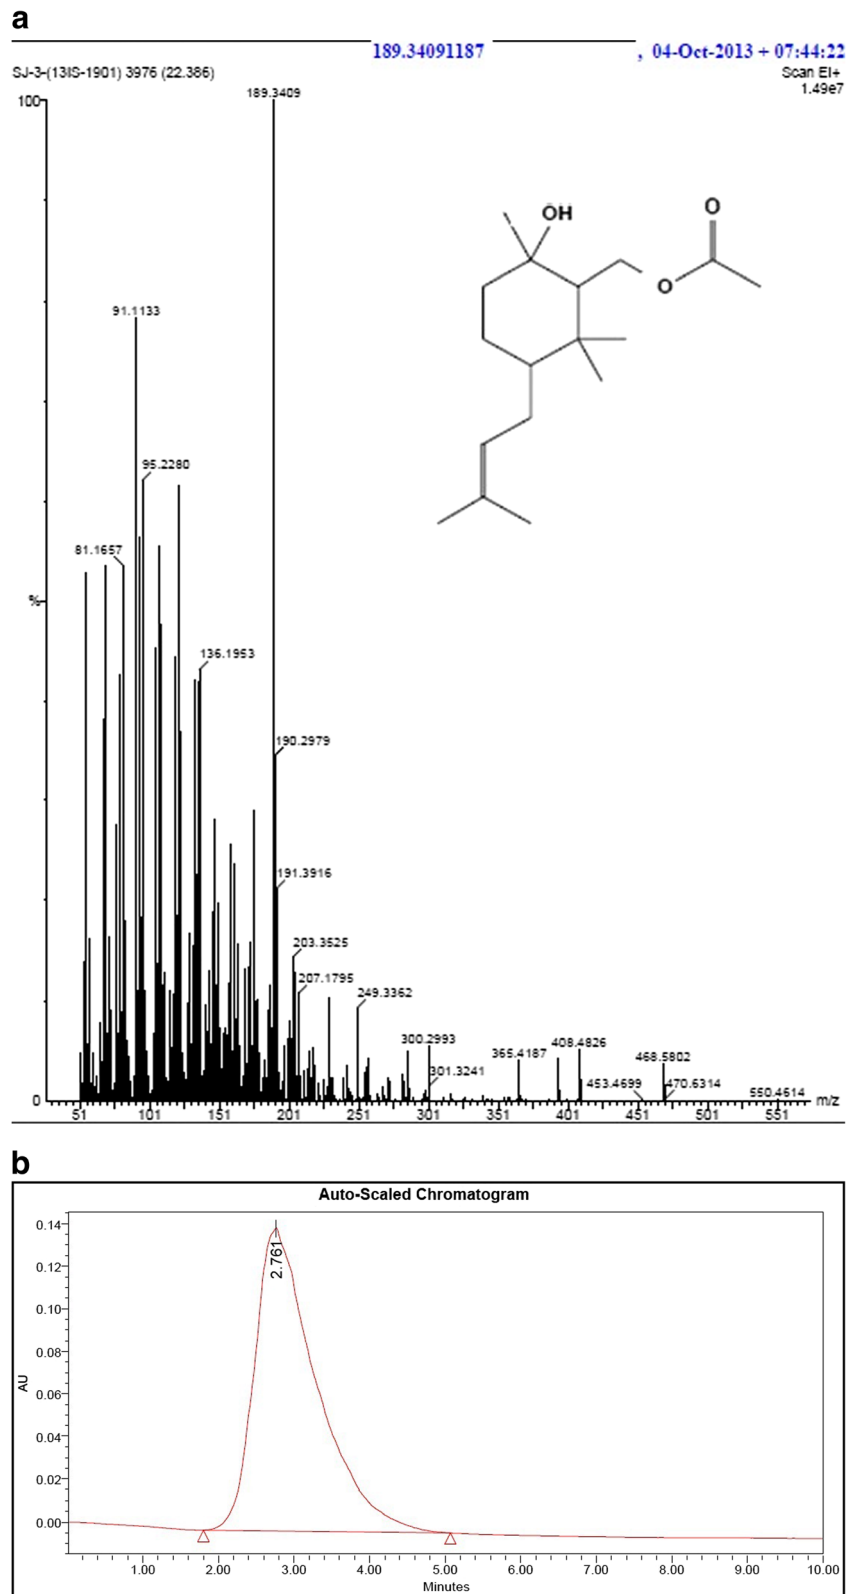 a
189.34091187 , 04-Oct-2013 + 07:44:22
SJ-3-(13IS-1901) 3976 (22.386)
Scan EI+
1.49e7
189.3409
100
OH
O
O
91.1133
95.2280
81.1657
%
136.1953
190.2979
191.3916
203.3525
207.1795
249.3362
300.2993
301.3241
365.4187
408.4826
453.4699
468.5802
470.6314
550.4614
0
m/z
51 101 151 201 251 301 351 401 451 501 551
b
Auto-Scaled Chromatogram
2.761
0.14
0.12
0.10
0.08
0.06
0.04
0.02
0.00
AU
1.00 2.00 3.00 4.00 5.00 6.00 7.00 8.00 9.00 10.00
Minutes